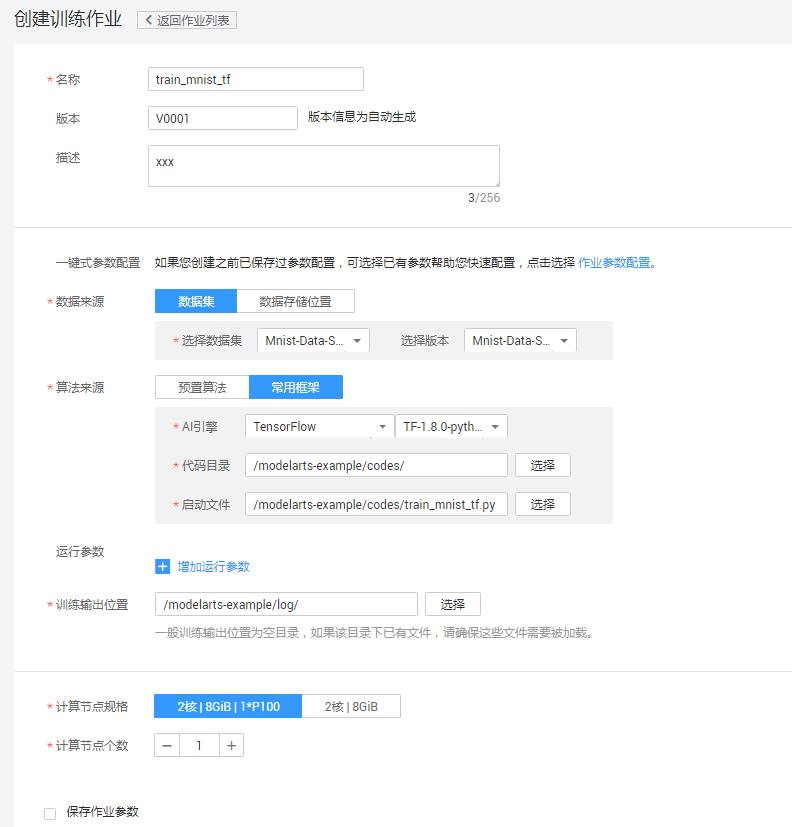 创建训练作业 返回作业列表
* 名称 train_mnist_tf
版本 V0001 版本信息为自动生成
描述 xxx
3/256
一键式参数配置 如果您创建之前已保存过参数配置，可选择已有参数帮助您快速配置，点击选择 作业参数配置。
* 数据来源 数据集 数据存储位置
* 选择数据集 Mnist-Data-S... 选择版本 Mnist-Data-S...
* 算法来源 预置算法 常用框架
* AI引擎 TensorFlow TF-1.8.0-pyth...
* 代码目录 /modelarts-example/codes/ 选择
* 启动文件 /modelarts-example/codes/train_mnist_tf.py 选择
运行参数
增加运行参数
* 训练输出位置 /modelarts-example/log/ 选择
一般训练输出位置为空目录，如果该目录下已有文件，请确保这些文件需要被加载。
* 计算节点规格 2核 | 8GiB | 1*P100 2核 | 8GiB
* 计算节点个数 − 1 +
保存作业参数